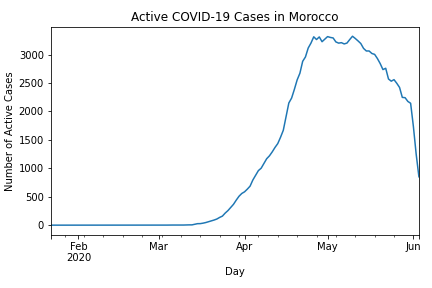 Active COVID-19 Cases in Morocco
Number of Active Cases
3000
2500
2000
1500
1000
500
0
Feb
2020
Mar
Apr
May
Jun
Day